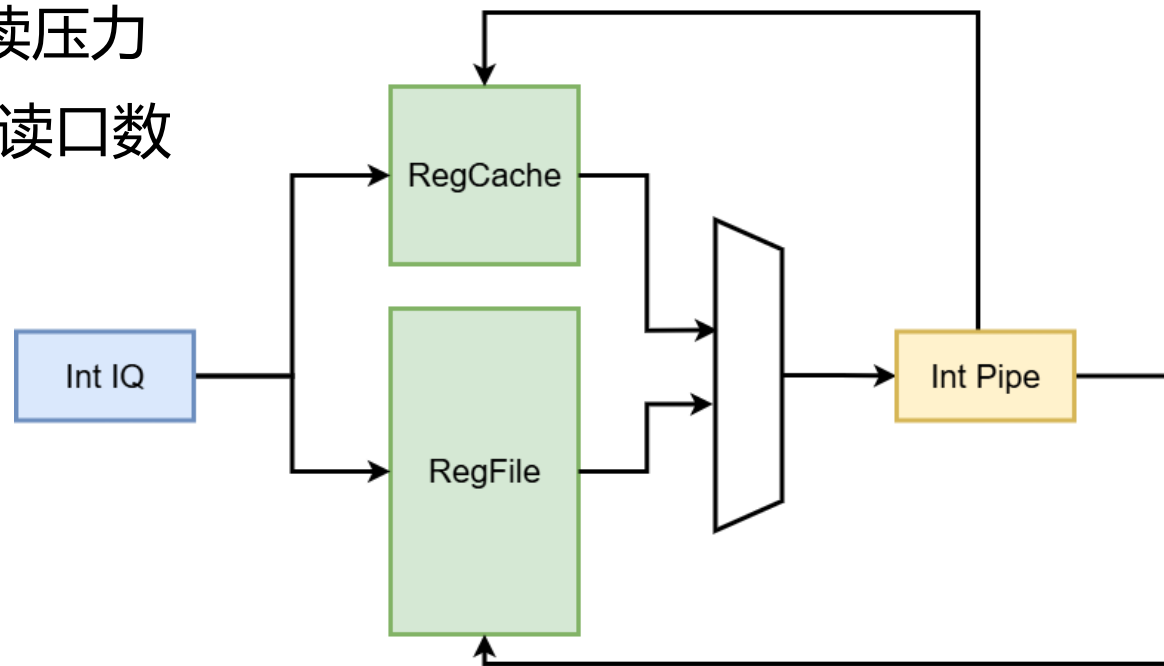 读压力
读口数
RegCache
Int IQ
Int Pipe
RegFile